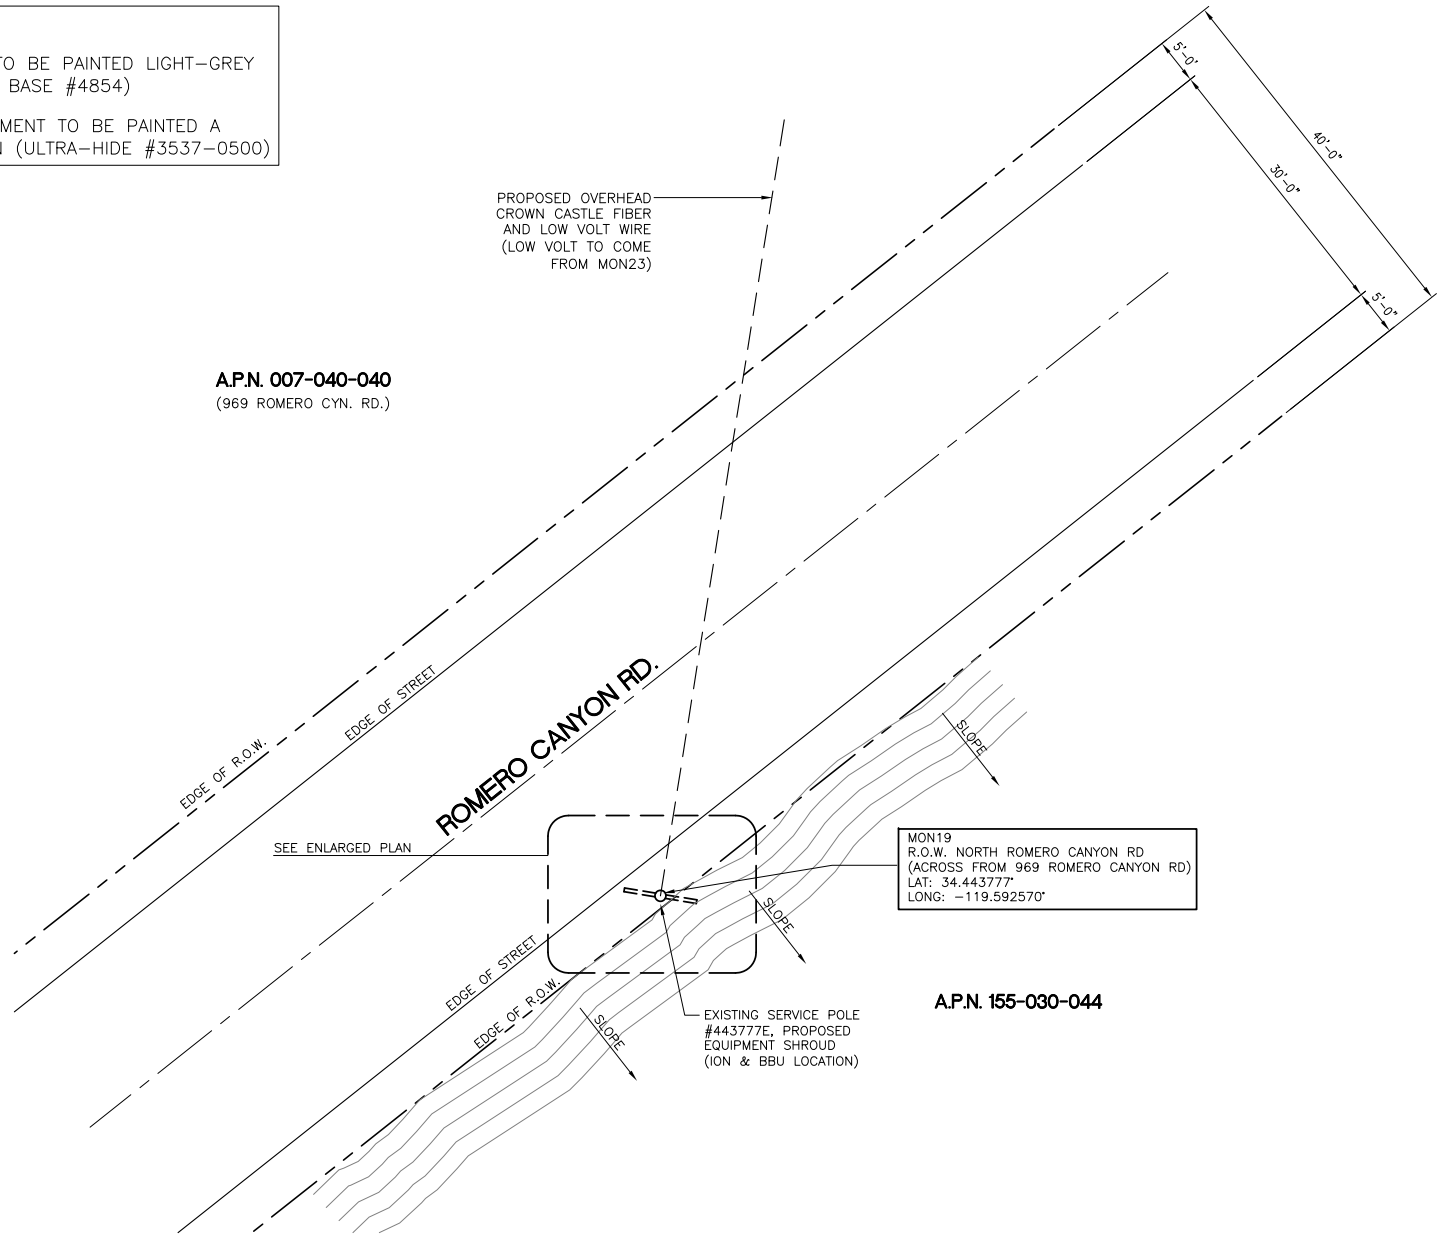 TO BE PAINTED LIGHT-GREY
BASE #4854)
MENT TO BE PAINTED A
(ULTRA-HIDE #3537-0500)
5'-0"
40'-0"
30'-0"
5'-0"
PROPOSED OVERHEAD
CROWN CASTLE FIBER
AND LOW VOLT WIRE
(LOW VOLT TO COME
FROM MON23)
A.P.N. 007-040-040
(969 ROMERO CYN. RD.)
EDGE OF R.O.W.
EDGE OF STREET
ROMERO CANYON RD.
SLOPE
SEE ENLARGED PLAN
MON19
R.O.W. NORTH ROMERO CANYON RD
(ACROSS FROM 969 ROMERO CANYON RD)
LAT: 34.443777°
LONG: -119.592570°
SLOPE
EDGE OF STREET
EDGE OF R.O.W.
SLOPE
A.P.N. 155-030-044
EXISTING SERVICE POLE
#443777E, PROPOSED
EQUIPMENT SHROUD
(ION & BBU LOCATION)